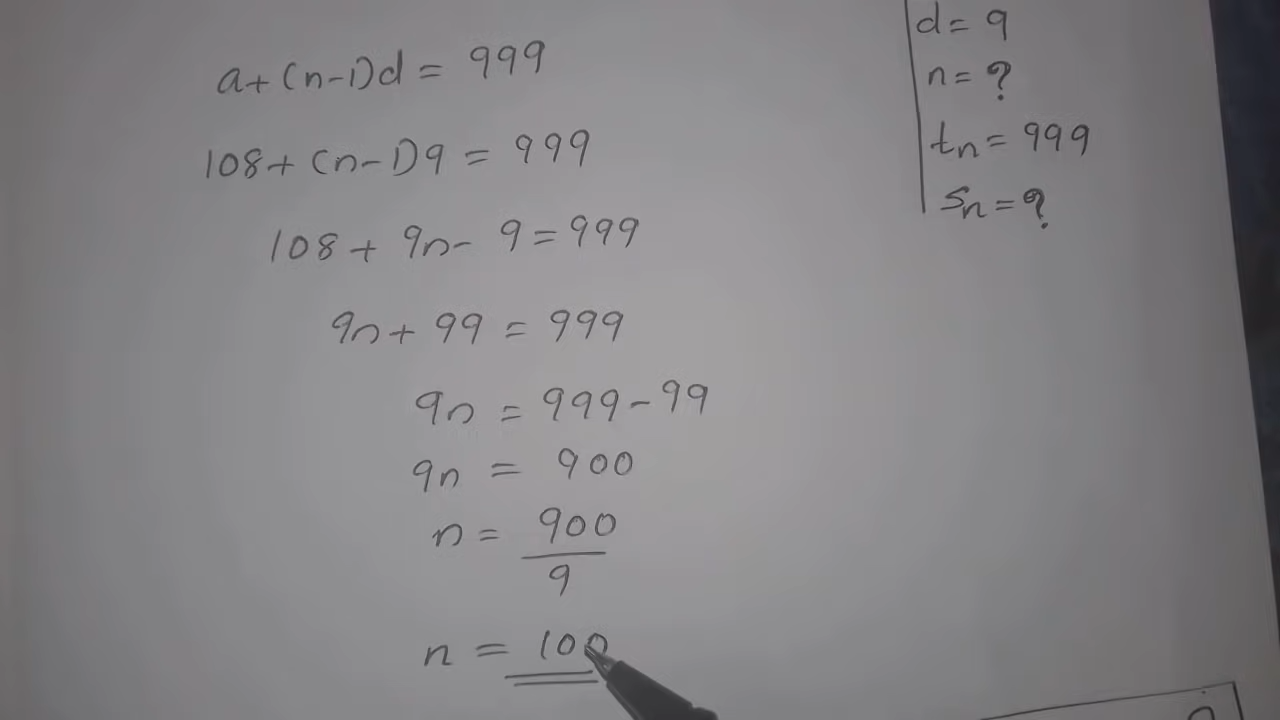 a+(n-1)d = 999
108+(n-1)9 = 999
108 + 9n- 9 = 999
9n + 99 = 999
9n = 999-99
9n = 900
n = 900
9
n = 100
d = 9
n = ?
tn = 999
Sn = ?